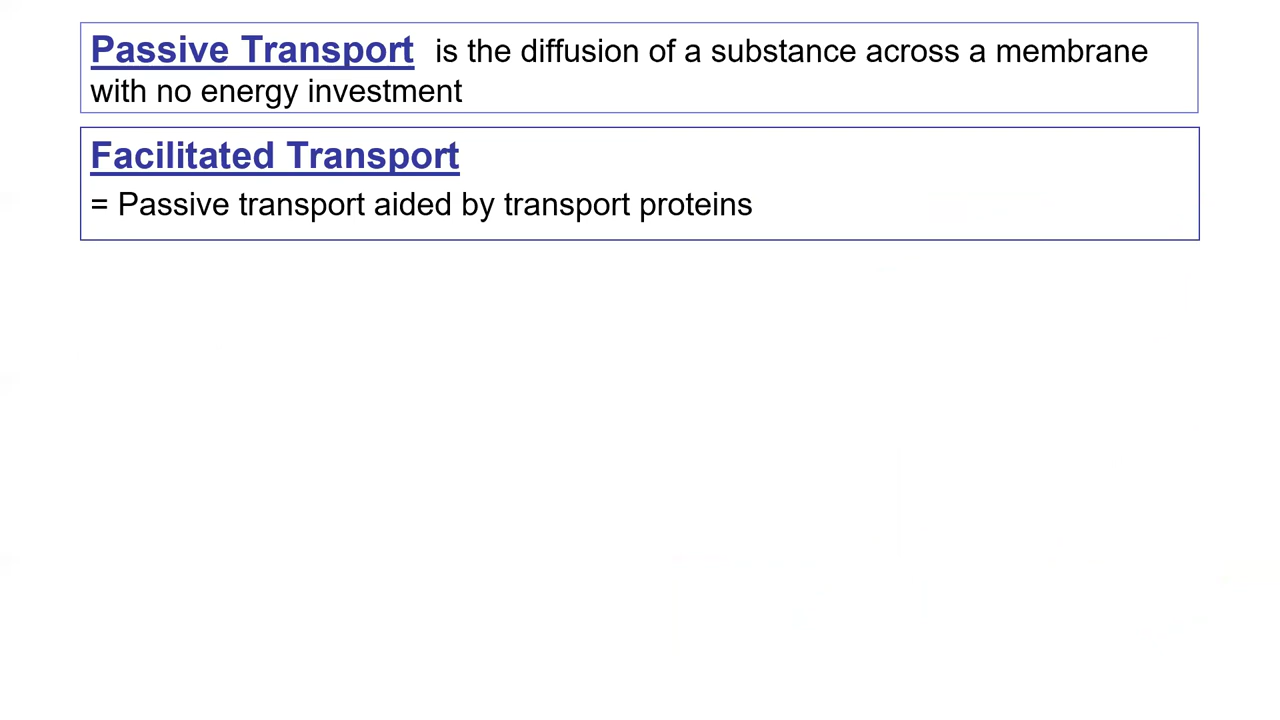 Passive Transport is the diffusion of a substance across a membrane
with no energy investment
Facilitated Transport
= Passive transport aided by transport proteins